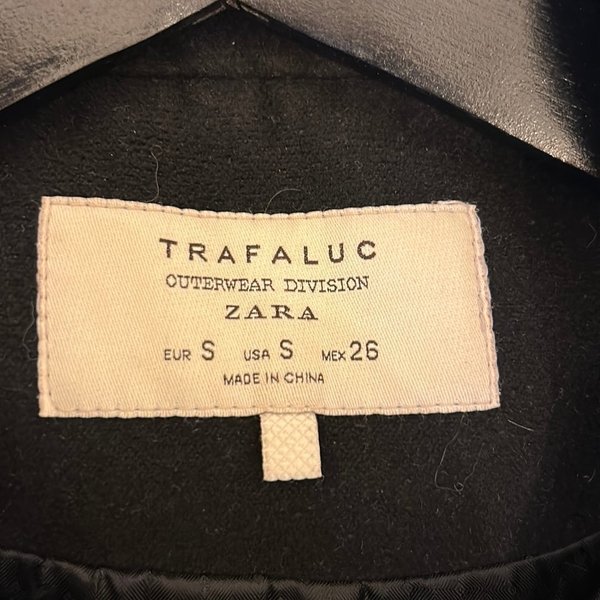 TRAFALUC
OUTERWEAR DIVISION
ZARA
EUR S USA S MEX 26
MADE IN CHINA